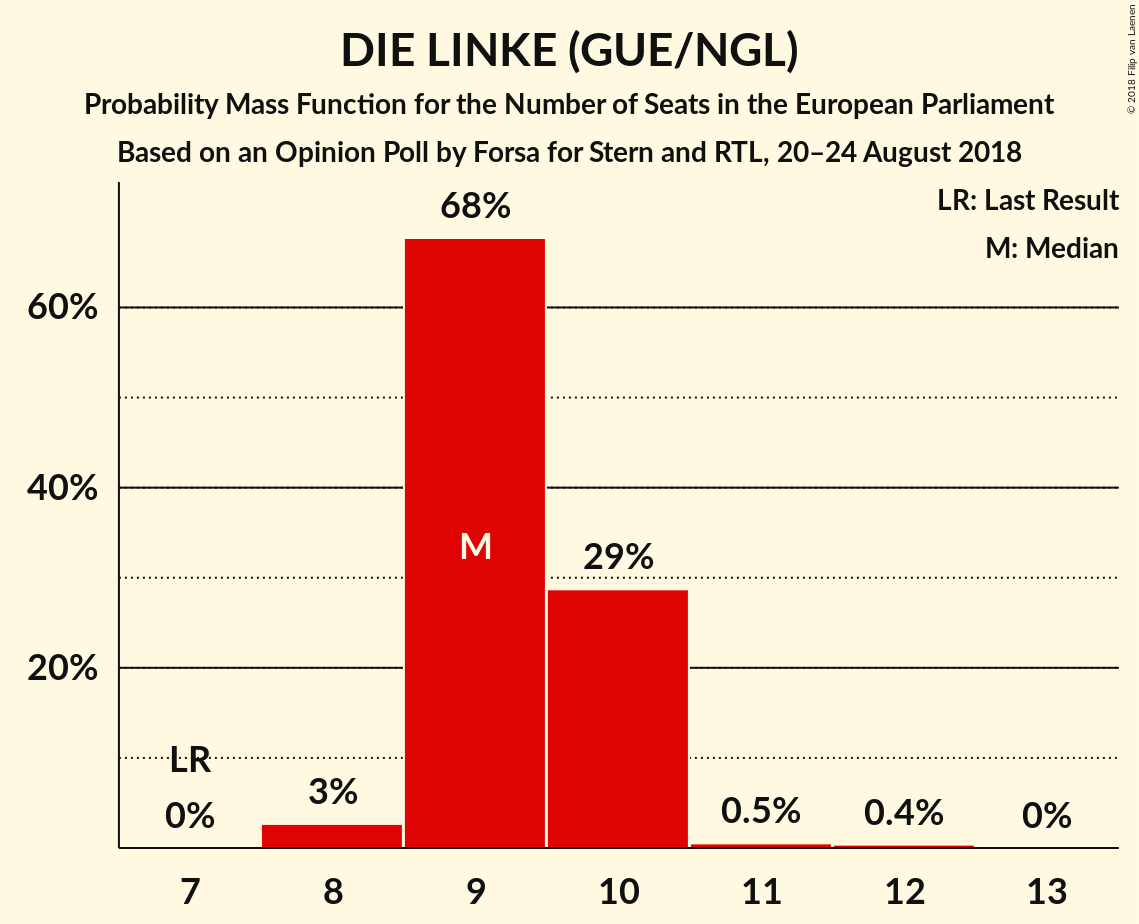 DIE LINKE (GUE/NGL)
Probability Mass Function for the Number of Seats in the European Parliament
Based on an Opinion Poll by Forsa for Stern and RTL, 20–24 August 2018
© 2018 Filip van Laenen
LR: Last Result
M: Median
68%
60%
40%
M
29%
20%
LR
0%
3%
0.5%
0.4%
0%
7
8
9
10
11
12
13